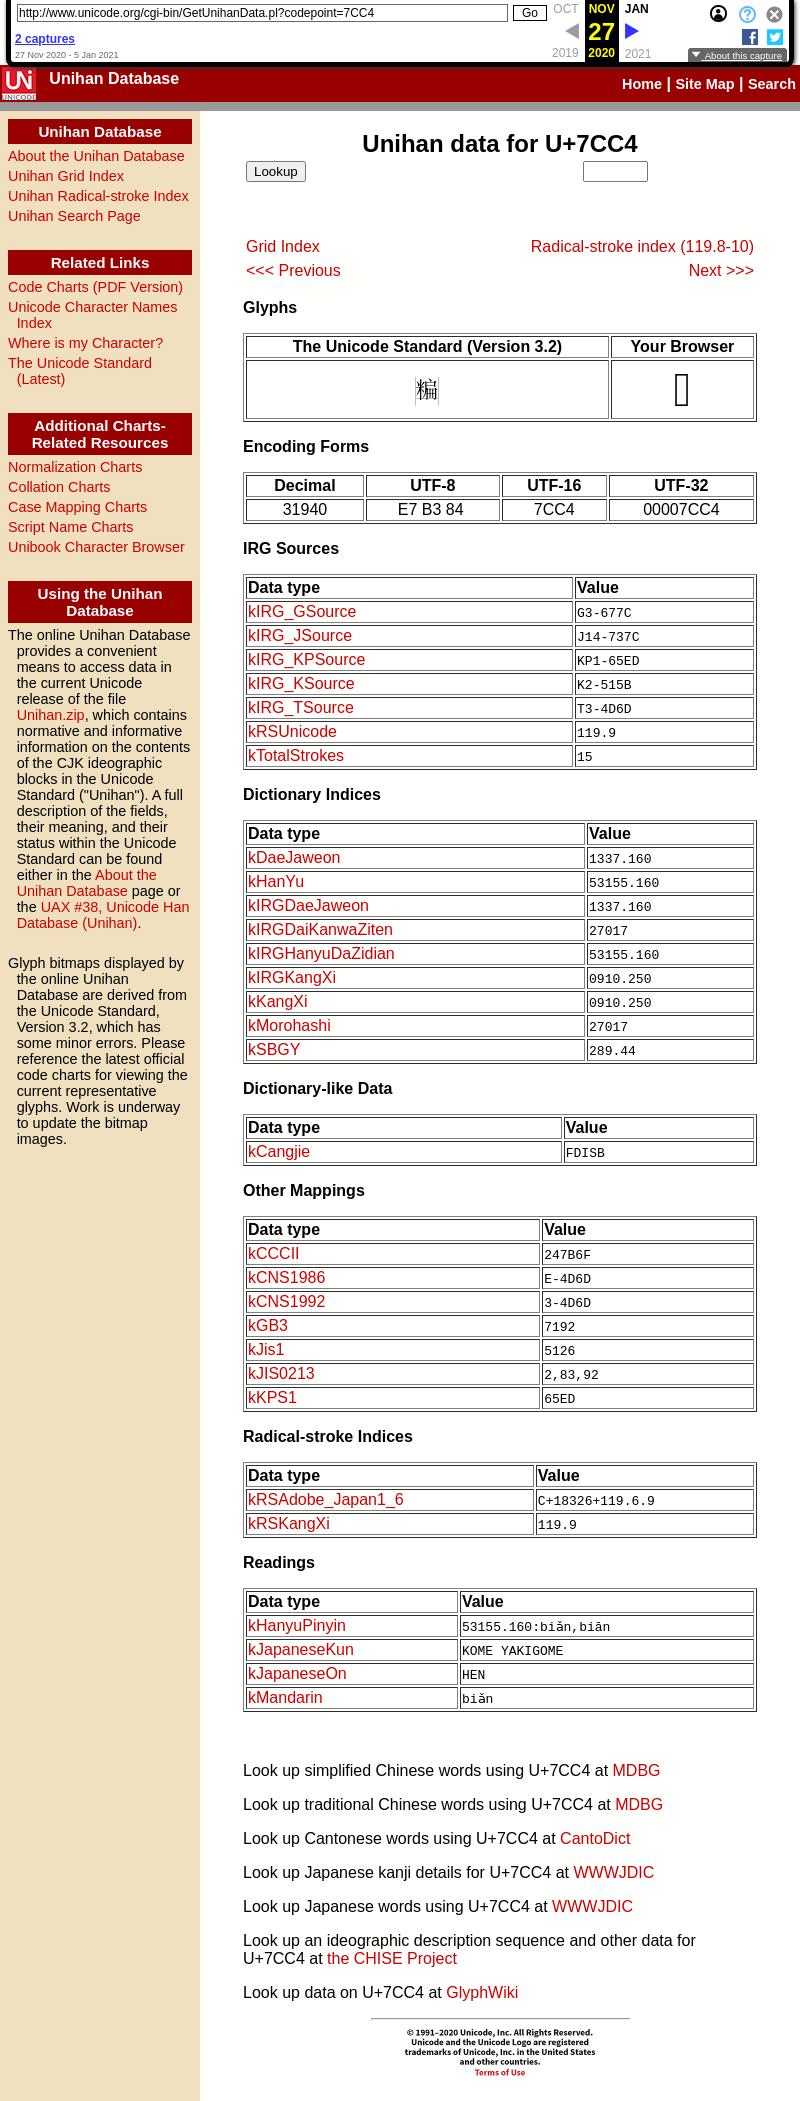 http://www.unicode.org/cgi-bin/GetUnihanData.pl?codepoint=7CC4 Go OCT NOV JAN
2 captures 27
27 Nov 2020 - 5 Jan 2021 2019 2020 2021 About this capture
Uni UNICODE Unihan Database Home | Site Map | Search
Unihan Database
About the Unihan Database
Unihan Grid Index
Unihan Radical-stroke Index
Unihan Search Page
Related Links
Code Charts (PDF Version)
Unicode Character Names
Index
Where is my Character?
The Unicode Standard
(Latest)
Additional Charts-
Related Resources
Normalization Charts
Collation Charts
Case Mapping Charts
Script Name Charts
Unibook Character Browser
Using the Unihan
Database
The online Unihan Database
provides a convenient
means to access data in
the current Unicode
release of the file
Unihan.zip, which contains
normative and informative
information on the contents
of the CJK ideographic
blocks in the Unicode
Standard ("Unihan"). A full
description of the fields,
their meaning, and their
status within the Unicode
Standard can be found
either in the About the
Unihan Database page or
the UAX #38, Unicode Han
Database (Unihan).
Glyph bitmaps displayed by
the online Unihan
Database are derived from
the Unicode Standard,
Version 3.2, which has
some minor errors. Please
reference the latest official
code charts for viewing the
current representative
glyphs. Work is underway
to update the bitmap
images.
Unihan data for U+7CC4
Lookup
Grid Index Radical-stroke index (119.8-10)
<<< Previous Next >>>
Glyphs
The Unicode Standard (Version 3.2) Your Browser
糄
Encoding Forms
Decimal UTF-8 UTF-16 UTF-32
31940 E7 B3 84 7CC4 00007CC4
IRG Sources
Data type Value
kIRG_GSource G3-677C
kIRG_JSource J14-737C
kIRG_KPSource KP1-65ED
kIRG_KSource K2-515B
kIRG_TSource T3-4D6D
kRSUnicode 119.9
kTotalStrokes 15
Dictionary Indices
Data type Value
kDaeJaweon 1337.160
kHanYu 53155.160
kIRGDaeJaweon 1337.160
kIRGDaiKanwaZiten 27017
kIRGHanyuDaZidian 53155.160
kIRGKangXi 0910.250
kKangXi 0910.250
kMorohashi 27017
kSBGY 289.44
Dictionary-like Data
Data type Value
kCangjie FDISB
Other Mappings
Data type Value
kCCCII 247B6F
kCNS1986 E-4D6D
kCNS1992 3-4D6D
kGB3 7192
kJis1 5126
kJIS0213 2,83,92
kKPS1 65ED
Radical-stroke Indices
Data type Value
kRSAdobe_Japan1_6 C+18326+119.6.9
kRSKangXi 119.9
Readings
Data type Value
kHanyuPinyin 53155.160:biǎn,biān
kJapaneseKun KOME YAKIGOME
kJapaneseOn HEN
kMandarin biǎn
Look up simplified Chinese words using U+7CC4 at MDBG
Look up traditional Chinese words using U+7CC4 at MDBG
Look up Cantonese words using U+7CC4 at CantoDict
Look up Japanese kanji details for U+7CC4 at WWWJDIC
Look up Japanese words using U+7CC4 at WWWJDIC
Look up an ideographic description sequence and other data for
U+7CC4 at the CHISE Project
Look up data on U+7CC4 at GlyphWiki
© 1991–2020 Unicode, Inc. All Rights Reserved.
Unicode and the Unicode Logo are registered
trademarks of Unicode, Inc. in the United States
and other countries.
Terms of Use